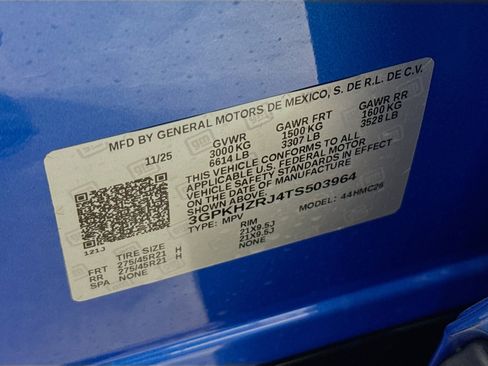 MFD BY GENERAL MOTORS DE MEXICO, S. DE R.L. DE C.V.
11/25 GVWR GAWR FRT GAWR RR
3000 KG 1500 KG 1600 KG
6614 LB 3307 LB 3528 LB
THIS VEHICLE CONFORMS TO ALL
APPLICABLE U.S. FEDERAL MOTOR
VEHICLE SAFETY STANDARDS IN EFFECT
ON THE DATE OF MANUFACTURE
SHOWN ABOVE.
3GPKHZRJ4TS503964
TYPE: MPV MODEL: 44HMC26
121J
TIRE SIZE RIM
FRT 275/45R21 H 21X9.5J
RR 275/45R21 H 21X9.5J
SPA NONE NONE